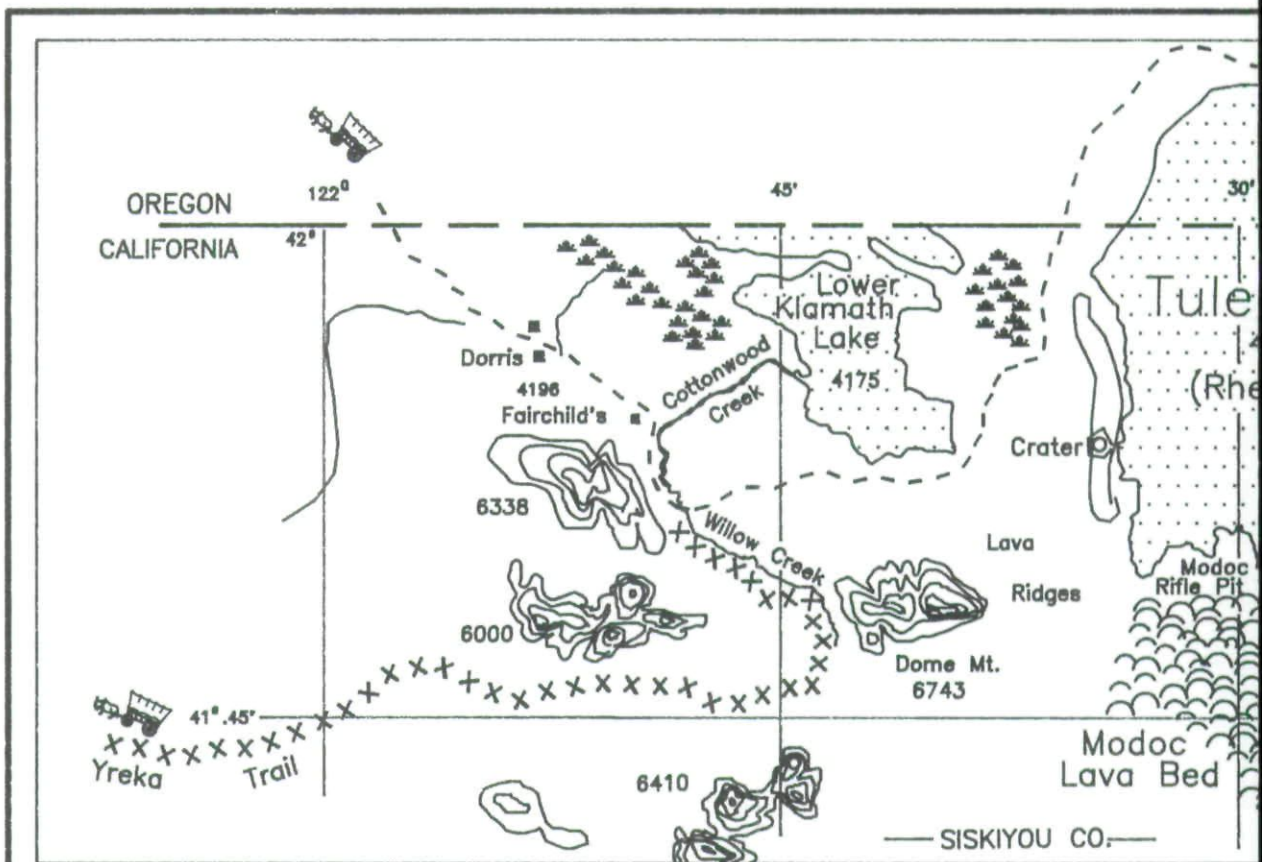 OREGON
122°
45'
30'
CALIFORNIA
42°
Lower
Klamath
Lake
4175
Tule
(Rhe
Dorris
4196
Fairchild's
Cottonwood
Creek
Crater
6338
Willow Creek
Lava
Ridges
Modoc
Rifle Pit
6000
Dome Mt.
6743
41°.45'
Yreka Trail
6410
Modoc
Lava Bed
SISKIYOU CO.